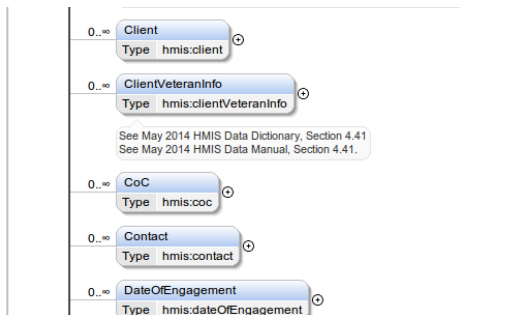 0..∞ Client
Type hmis:client
0..∞ ClientVeteranInfo
Type hmis:clientVeteranInfo
See May 2014 HMIS Data Dictionary, Section 4.41
See May 2014 HMIS Data Manual, Section 4.41.
0..∞ CoC
Type hmis:coc
0..∞ Contact
Type hmis:contact
0..∞ DateOfEngagement
Type hmis:dateOfEngagement